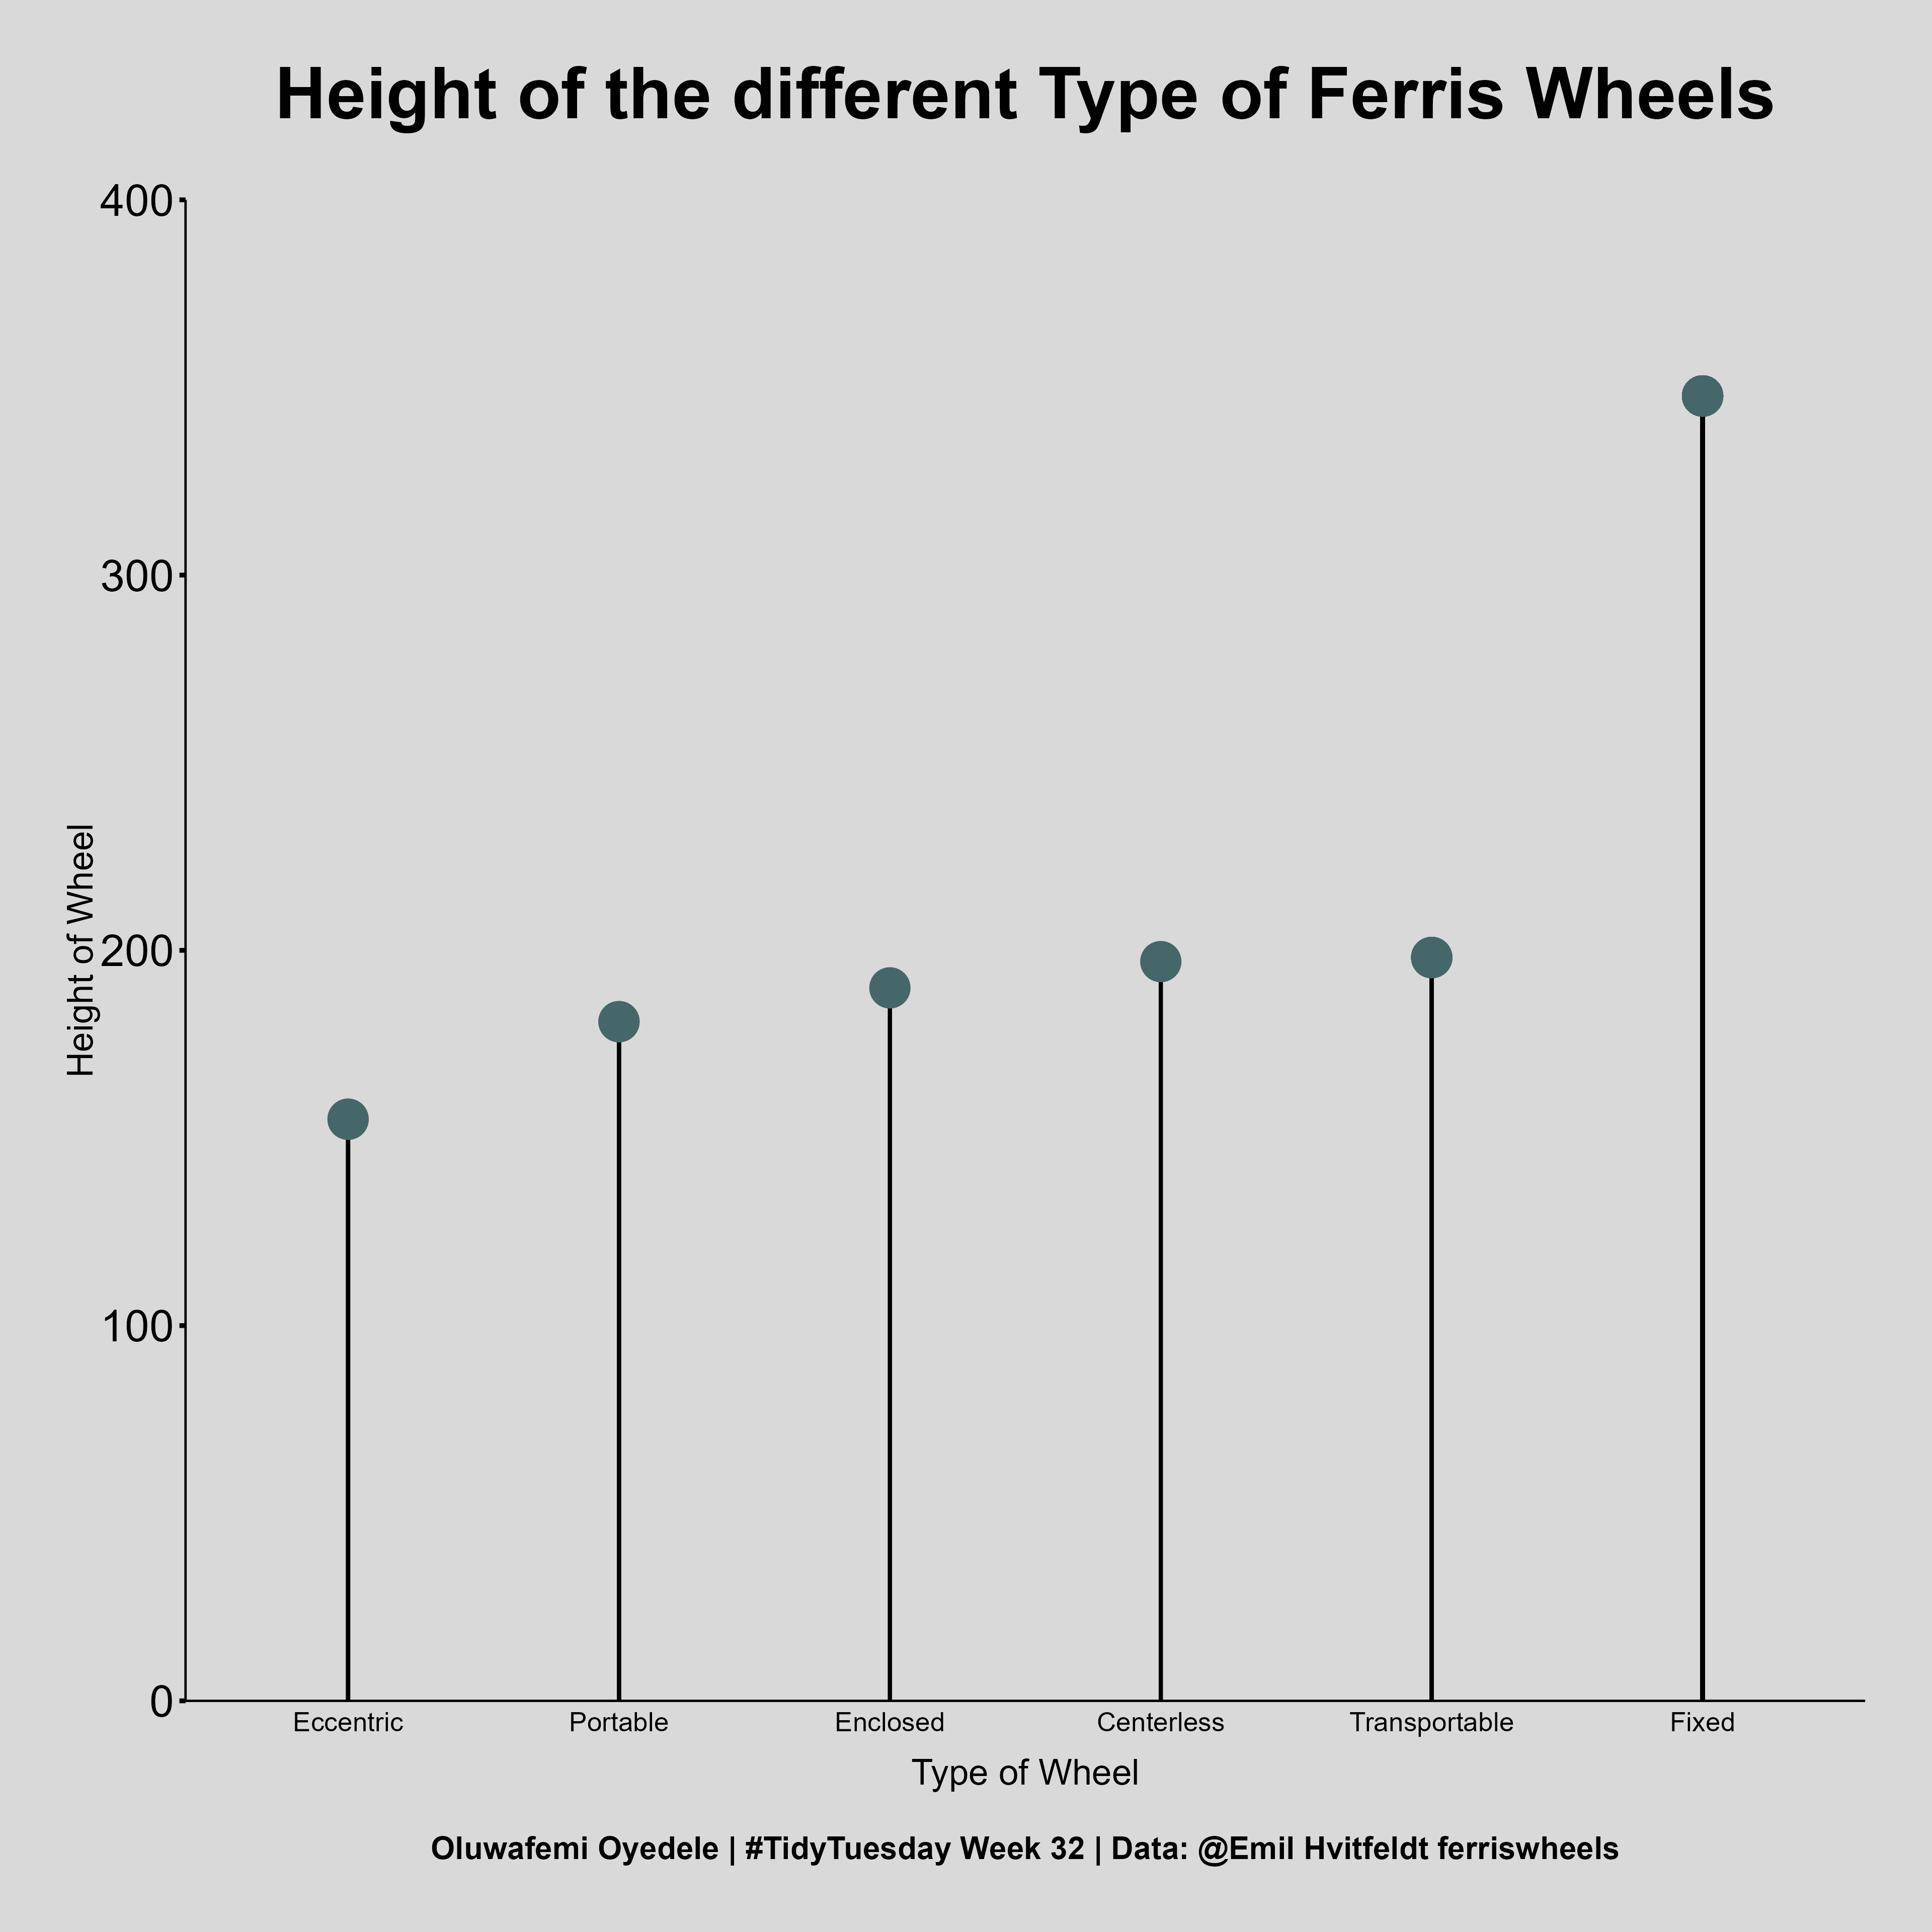 Height of the different Type of Ferris Wheels
400
300
200
100
0
Height of Wheel
Eccentric Portable Enclosed Centerless Transportable Fixed
Type of Wheel
Oluwafemi Oyedele | #TidyTuesday Week 32 | Data: @Emil Hvitfeldt ferriswheels